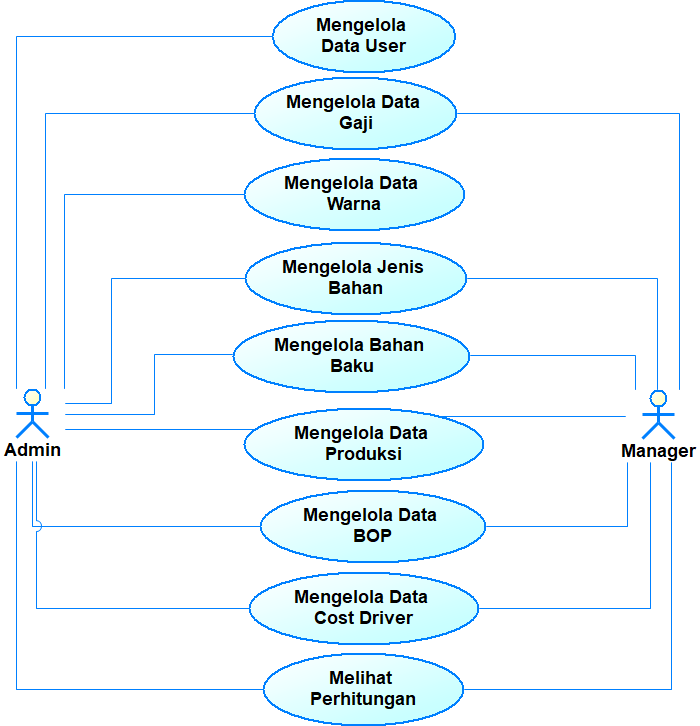 Mengelola
Data User
Mengelola Data
Gaji
Mengelola Data
Warna
Mengelola Jenis
Bahan
Mengelola Bahan
Baku
Admin
Manager
Mengelola Data
Produksi
Mengelola Data
BOP
Mengelola Data
Cost Driver
Melihat
Perhitungan